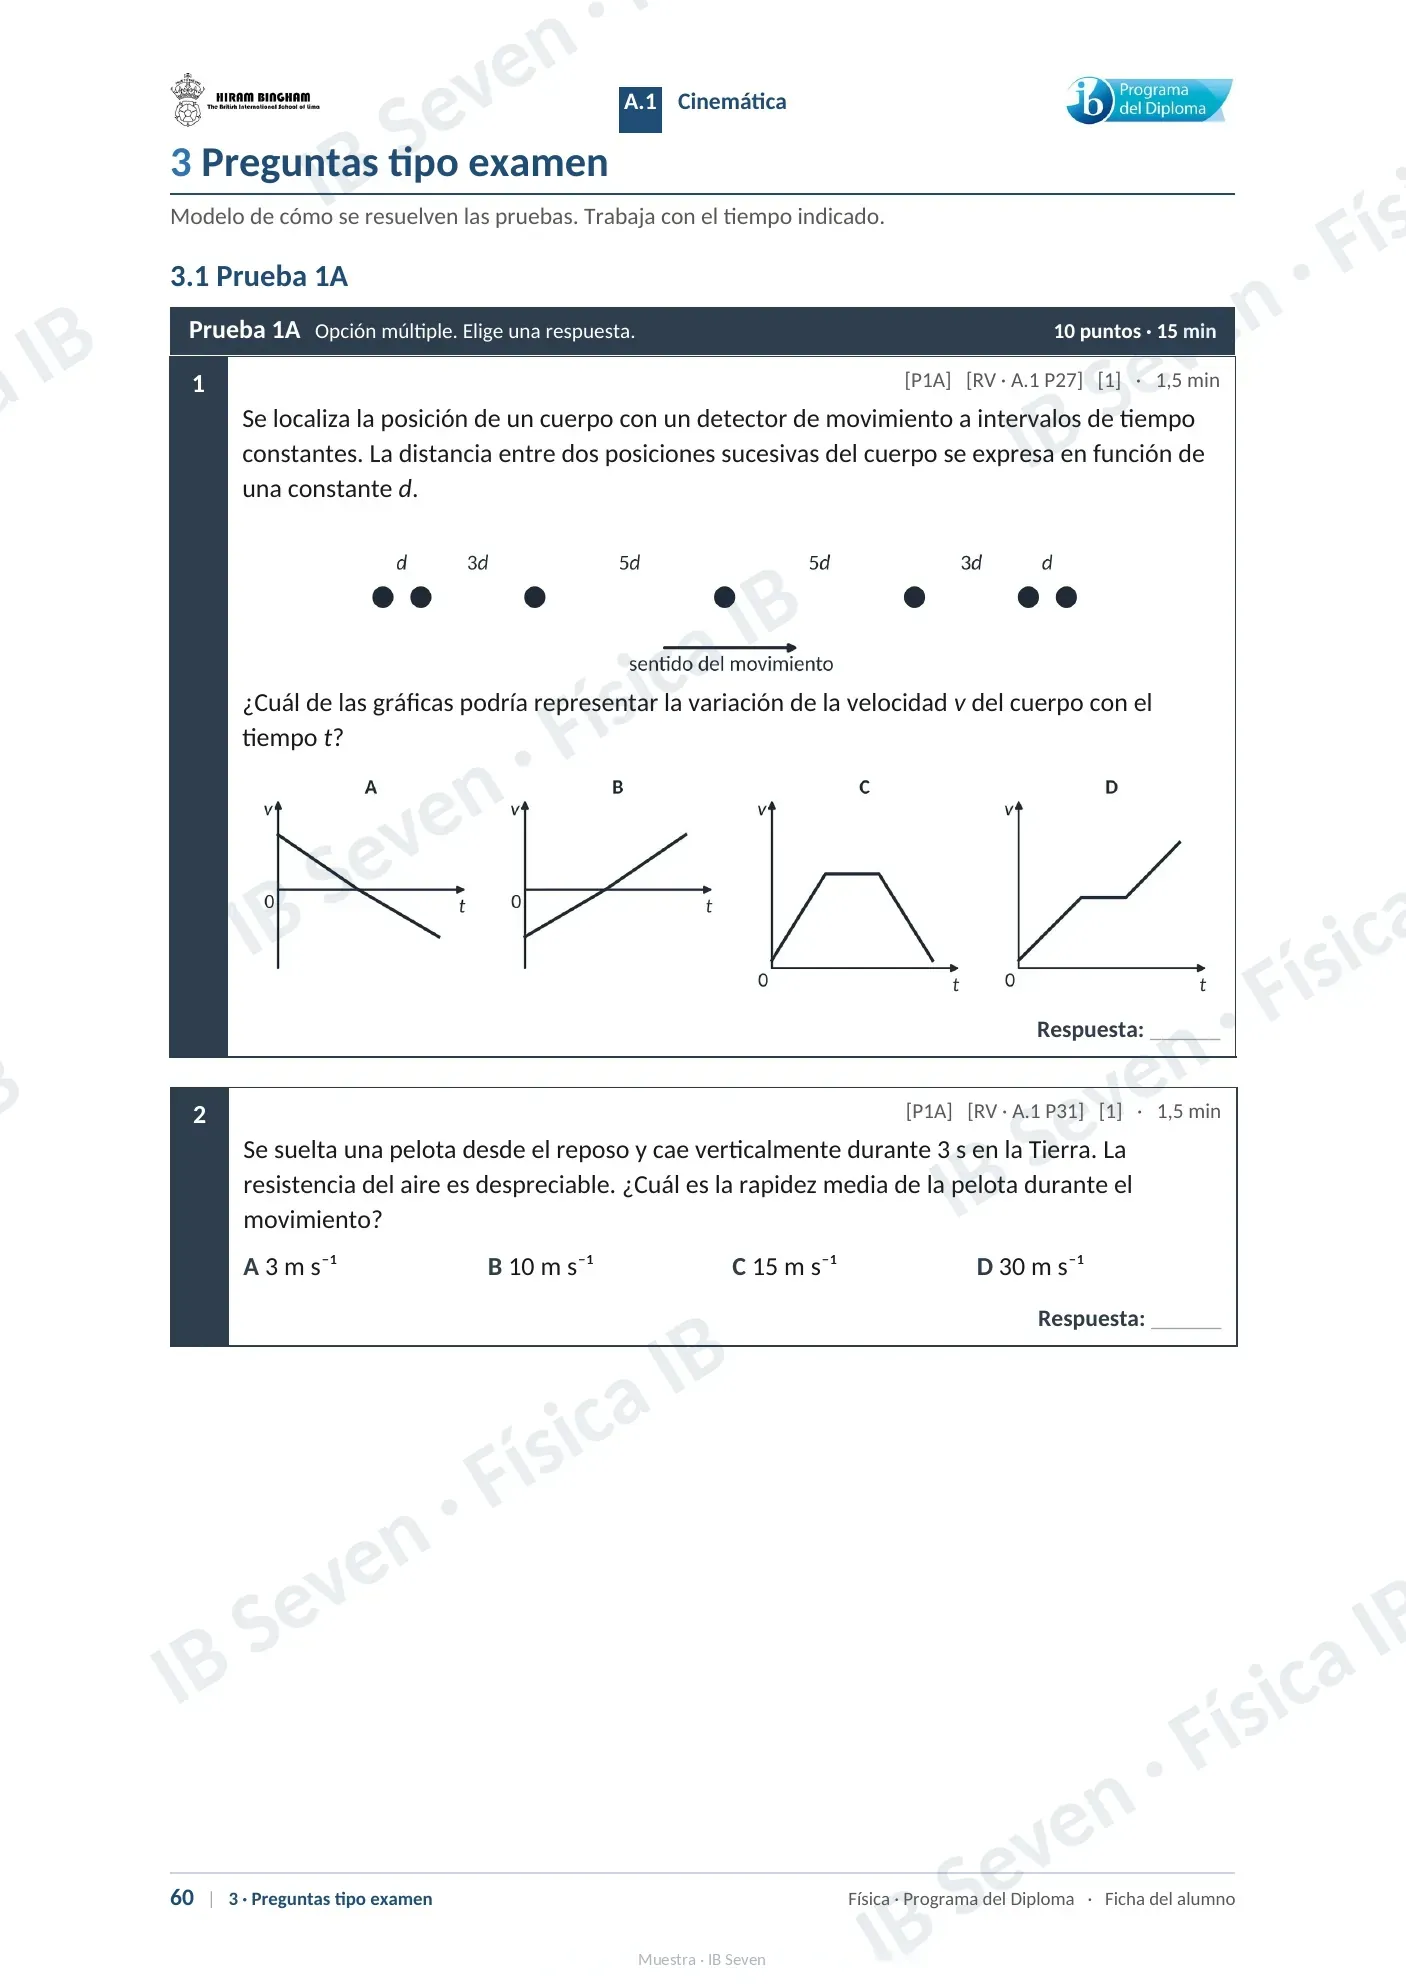 HIRAM BINGHAM
The British International School of Lima
A.1 Cinemática
Programa
del Diploma
3 Preguntas tipo examen
Modelo de cómo se resuelven las pruebas. Trabaja con el tiempo indicado.
3.1 Prueba 1A
Prueba 1A Opción múltiple. Elige una respuesta. 10 puntos · 15 min
1 [P1A] [RV · A.1 P27] [1] · 1,5 min
Se localiza la posición de un cuerpo con un detector de movimiento a intervalos de tiempo
constantes. La distancia entre dos posiciones sucesivas del cuerpo se expresa en función de
una constante d.
d 3d 5d 5d 3d d
sentido del movimiento
¿Cuál de las gráficas podría representar la variación de la velocidad v del cuerpo con el
tiempo t?
A B C D
v v v v
0 t 0 t
0 t 0 t
Respuesta: ______
2 [P1A] [RV · A.1 P31] [1] · 1,5 min
Se suelta una pelota desde el reposo y cae verticalmente durante 3 s en la Tierra. La
resistencia del aire es despreciable. ¿Cuál es la rapidez media de la pelota durante el
movimiento?
A 3 m s⁻¹ B 10 m s⁻¹ C 15 m s⁻¹ D 30 m s⁻¹
Respuesta: ______
60 | 3 · Preguntas tipo examen Física · Programa del Diploma · Ficha del alumno
Muestra · IB Seven
IB Seven · Física IB